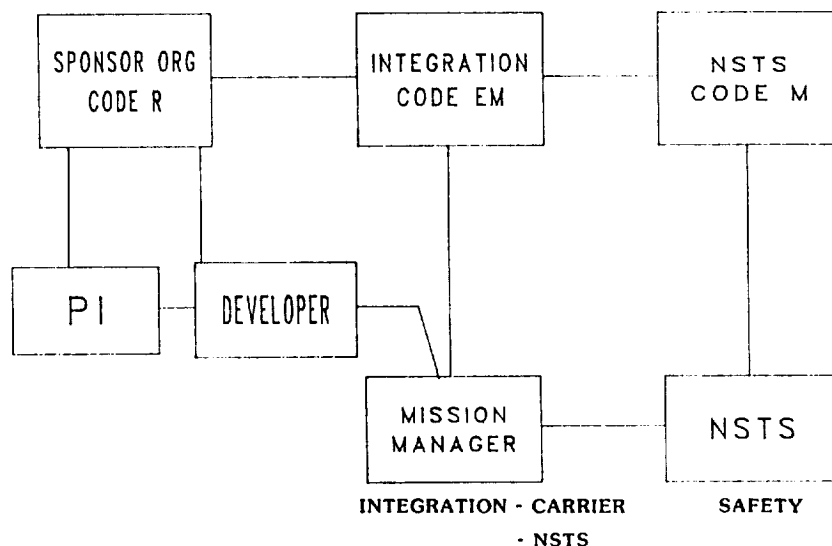 SPONSOR ORG
CODE R
INTEGRATION
CODE EM
NSTS
CODE M
PI
DEVELOPER
MISSION
MANAGER
NSTS
INTEGRATION - CARRIER
- NSTS
SAFETY